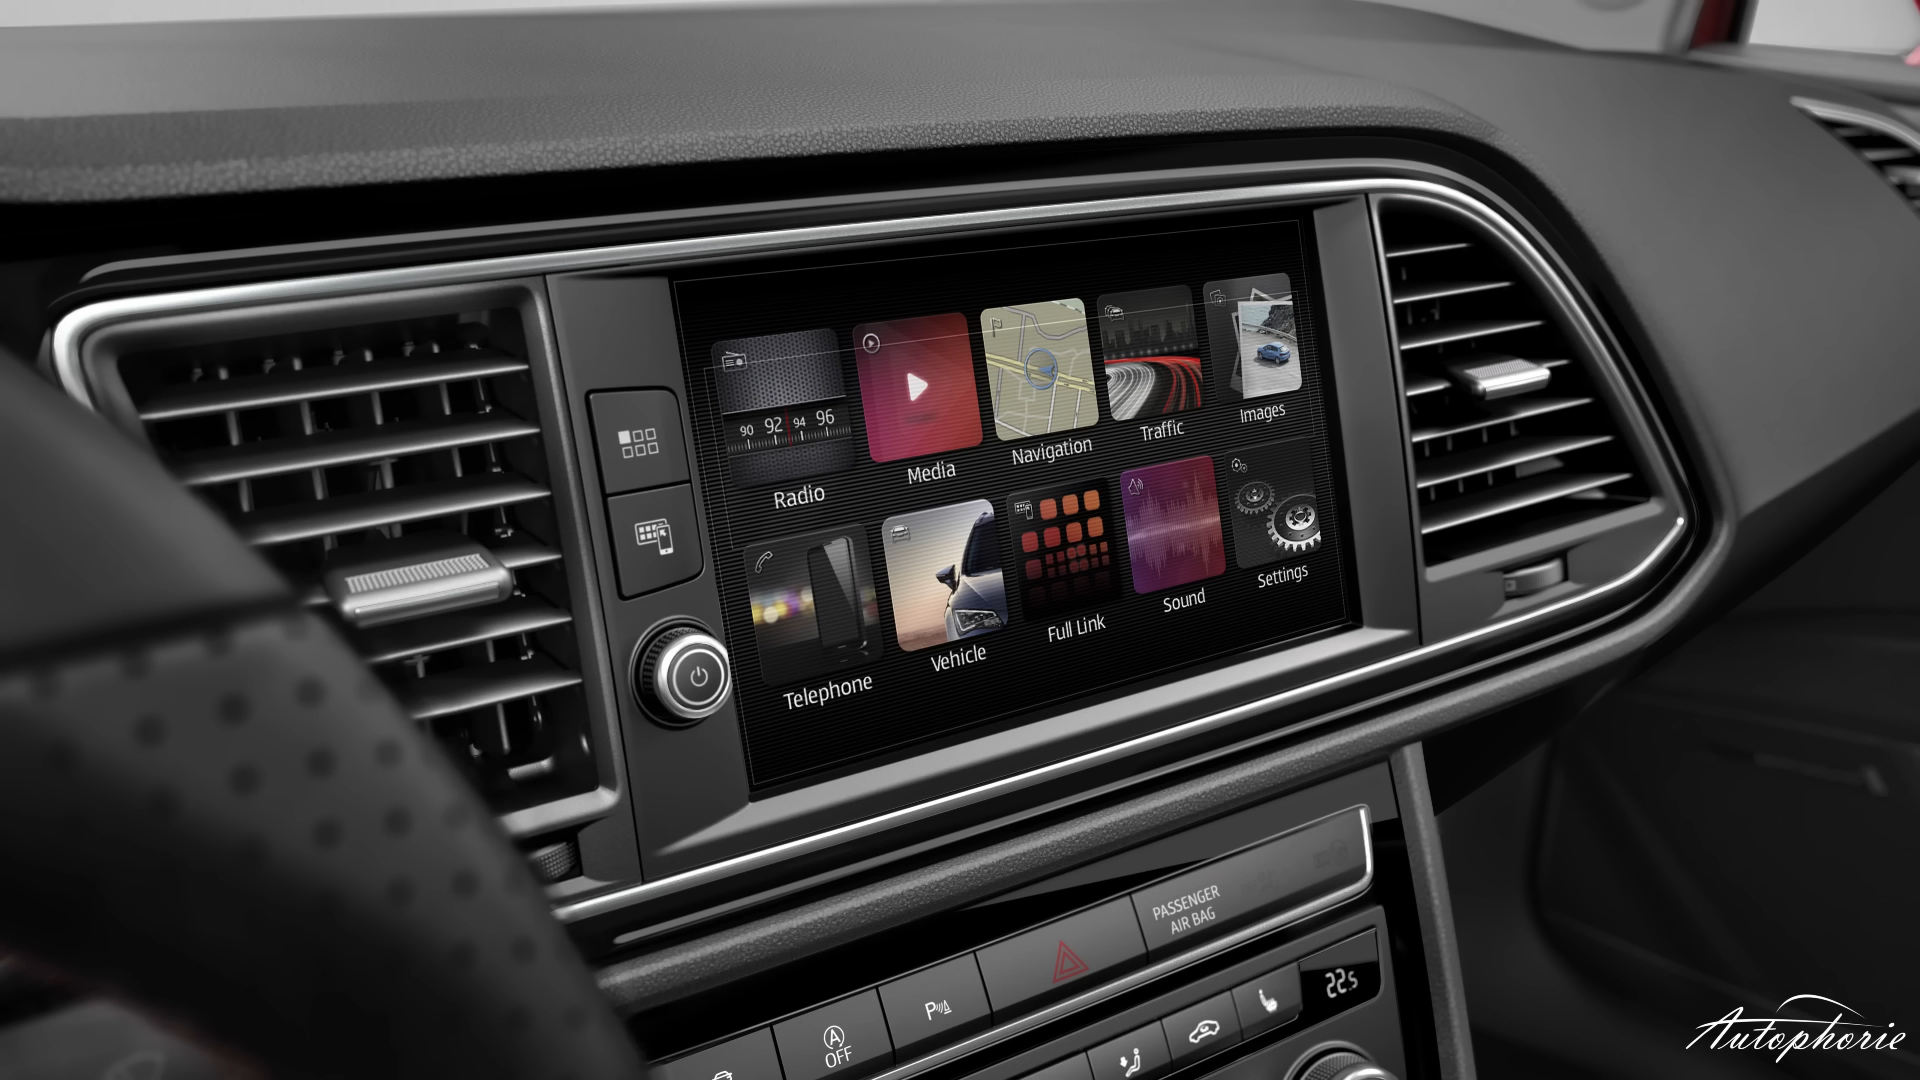 90 92 94 96
Radio
Media
Navigation
Traffic
Images
Telephone
Vehicle
Full Link
Sound
Settings
PASSENGER
AIR BAG
A
OFF
P
22.5
Autophorie